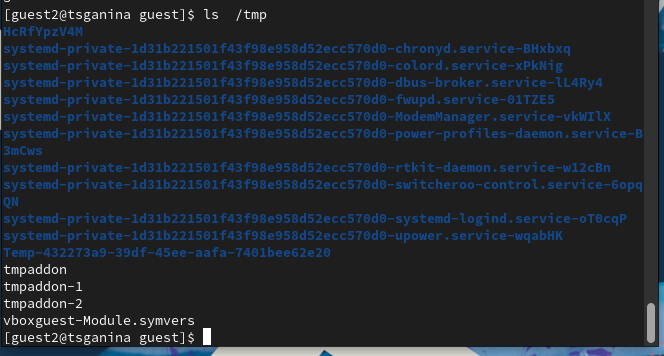 [guest2@tsganina guest]$ ls  /tmp
HcRfYpzV4M
systemd-private-1d31b221501f43f98e958d52ecc570d0-chronyd.service-BHxbxq
systemd-private-1d31b221501f43f98e958d52ecc570d0-colord.service-xPkNig
systemd-private-1d31b221501f43f98e958d52ecc570d0-dbus-broker.service-lL4Ry4
systemd-private-1d31b221501f43f98e958d52ecc570d0-fwupd.service-01TZE5
systemd-private-1d31b221501f43f98e958d52ecc570d0-ModemManager.service-vkWIlX
systemd-private-1d31b221501f43f98e958d52ecc570d0-power-profiles-daemon.service-B
3mCws
systemd-private-1d31b221501f43f98e958d52ecc570d0-rtkit-daemon.service-w12cBn
systemd-private-1d31b221501f43f98e958d52ecc570d0-switcheroo-control.service-6opq
QN
systemd-private-1d31b221501f43f98e958d52ecc570d0-systemd-logind.service-oT0cqP
systemd-private-1d31b221501f43f98e958d52ecc570d0-upower.service-wqabHK
Temp-432273a9-39df-45ee-aafa-7401bee62e20
tmpaddon
tmpaddon-1
tmpaddon-2
vboxguest-Module.symvers
[guest2@tsganina guest]$